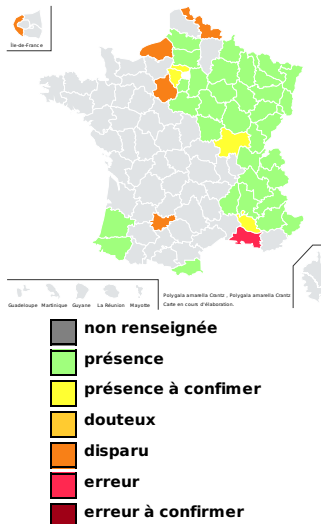 Île-de-France
Guadeloupe Martinique Guyane La Réunion Mayotte
Polygala amarella Crantz , Polygala amarella Crantz
Carte en cours d'élaboration.
non renseignée
présence
présence à confimer
douteux
disparu
erreur
erreur à confirmer